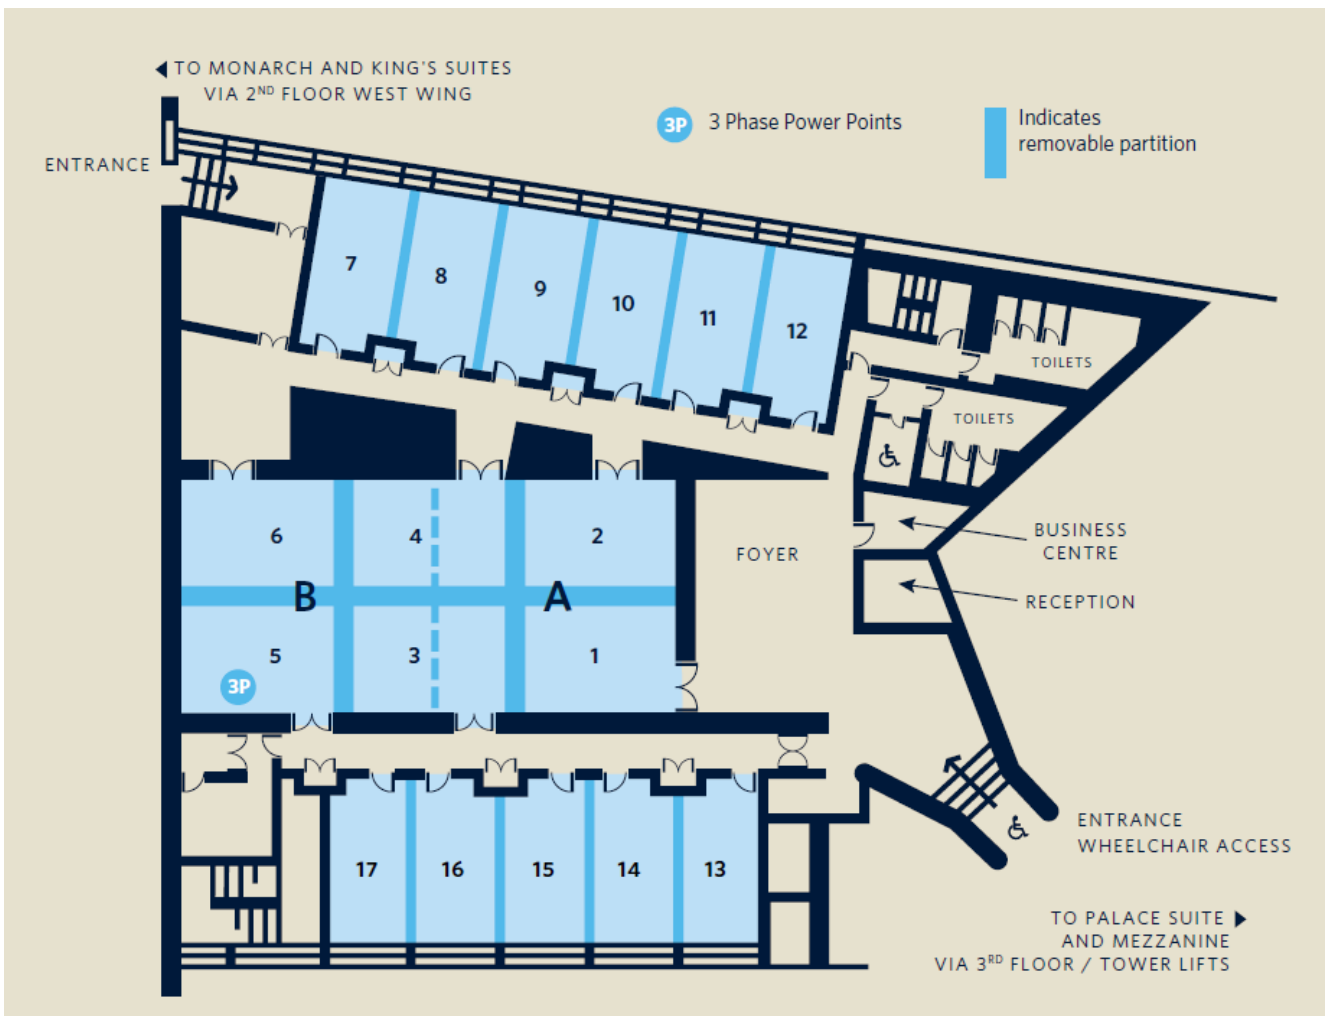 TO MONARCH AND KING'S SUITES
VIA 2ND FLOOR WEST WING
3P
3 Phase Power Points
Indicates
removable partition
ENTRANCE
7
8
9
10
11
12
TOILETS
TOILETS
6
4
2
B
A
FOYER
BUSINESS
CENTRE
RECEPTION
5
3
1
3P
17
16
15
14
13
ENTRANCE
WHEELCHAIR ACCESS
TO PALACE SUITE
AND MEZZANINE
VIA 3RD FLOOR / TOWER LIFTS